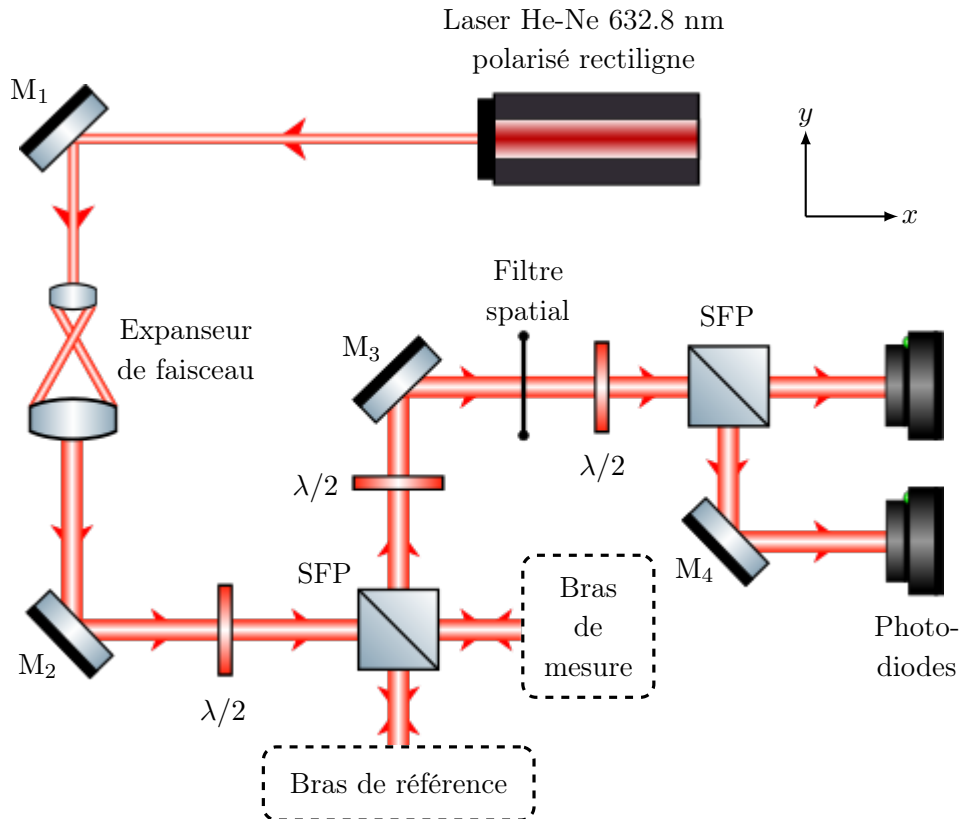 Laser He-Ne 632.8 nm
polarisé rectiligne
M₁
y
x
Filtre
spatial
SFP
Expanseur
de faisceau
M₃
λ/2
λ/2
SFP
M₄
Bras
de
mesure
Photo-
diodes
M₂
λ/2
Bras de référence